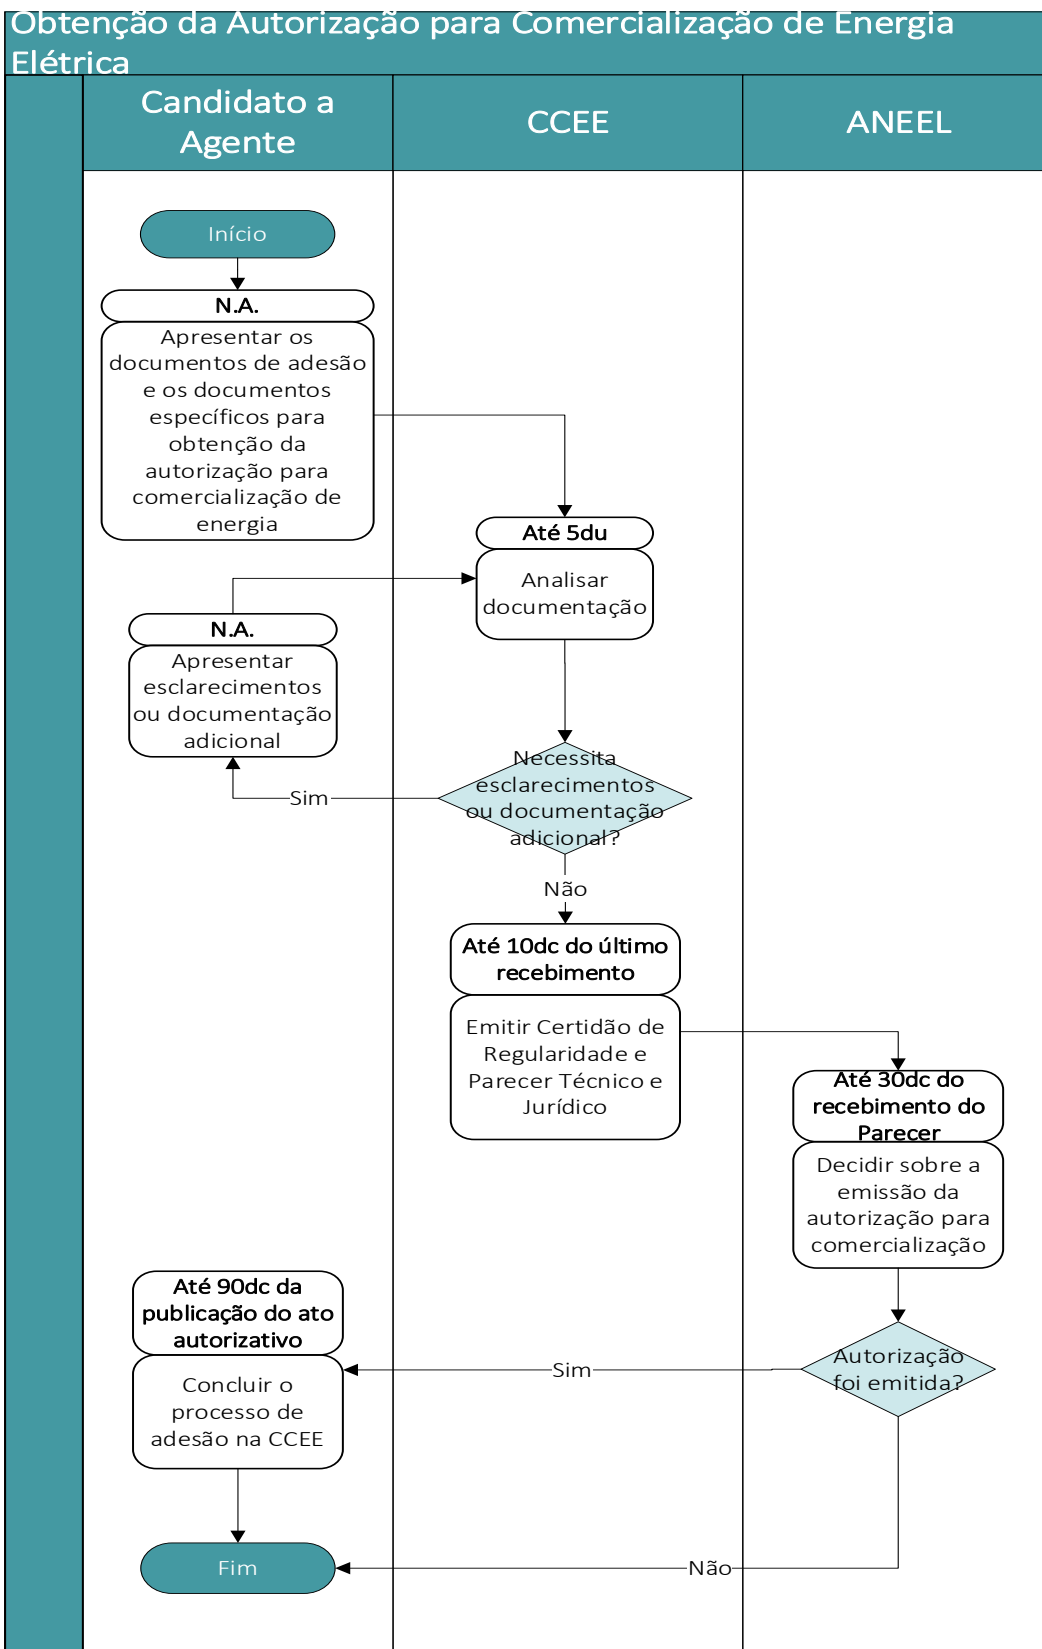 Obtenção da Autorização para Comercialização de Energia
Elétrica
Candidato a
Agente
CCEE
ANEEL
Início
N.A.
Apresentar os
documentos de adesão
e os documentos
específicos para
obtenção da
autorização para
comercialização de
energia
Até 5du
Analisar
documentação
N.A.
Apresentar
esclarecimentos
ou documentação
adicional
Necessita
esclarecimentos
ou documentação
adicional?
Sim
Não
Até 10dc do último
recebimento
Emitir Certidão de
Regularidade e
Parecer Técnico e
Jurídico
Até 30dc do
recebimento do
Parecer
Decidir sobre a
emissão da
autorização para
comercialização
Autorização
foi emitida?
Sim
Até 90dc da
publicação do ato
autorizativo
Concluir o
processo de
adesão na CCEE
Não
Fim